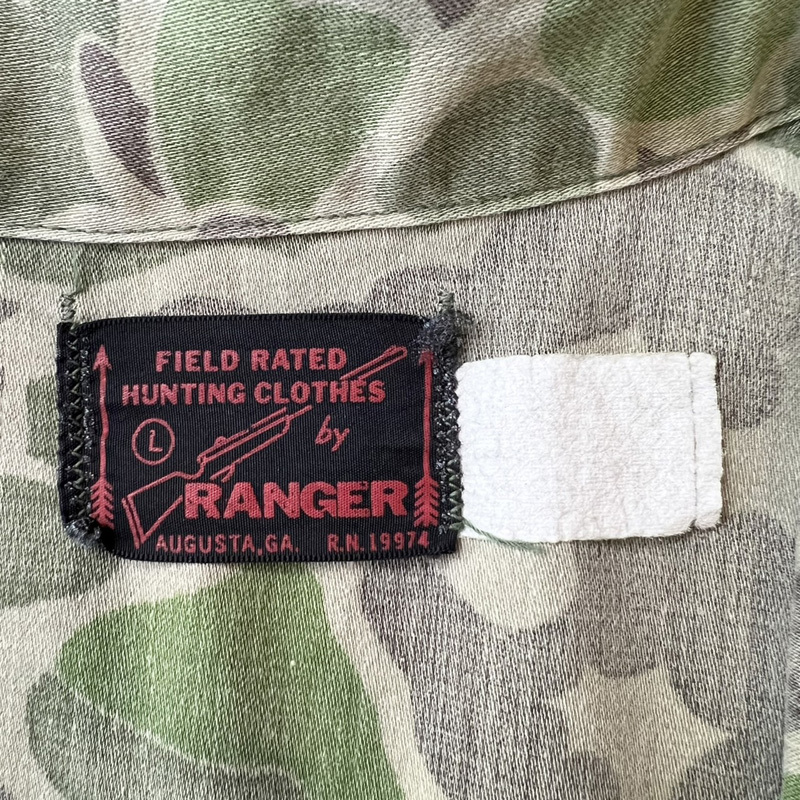 FIELD RATED
HUNTING CLOTHES
L by
RANGER
AUGUSTA, GA. R.N. 19974